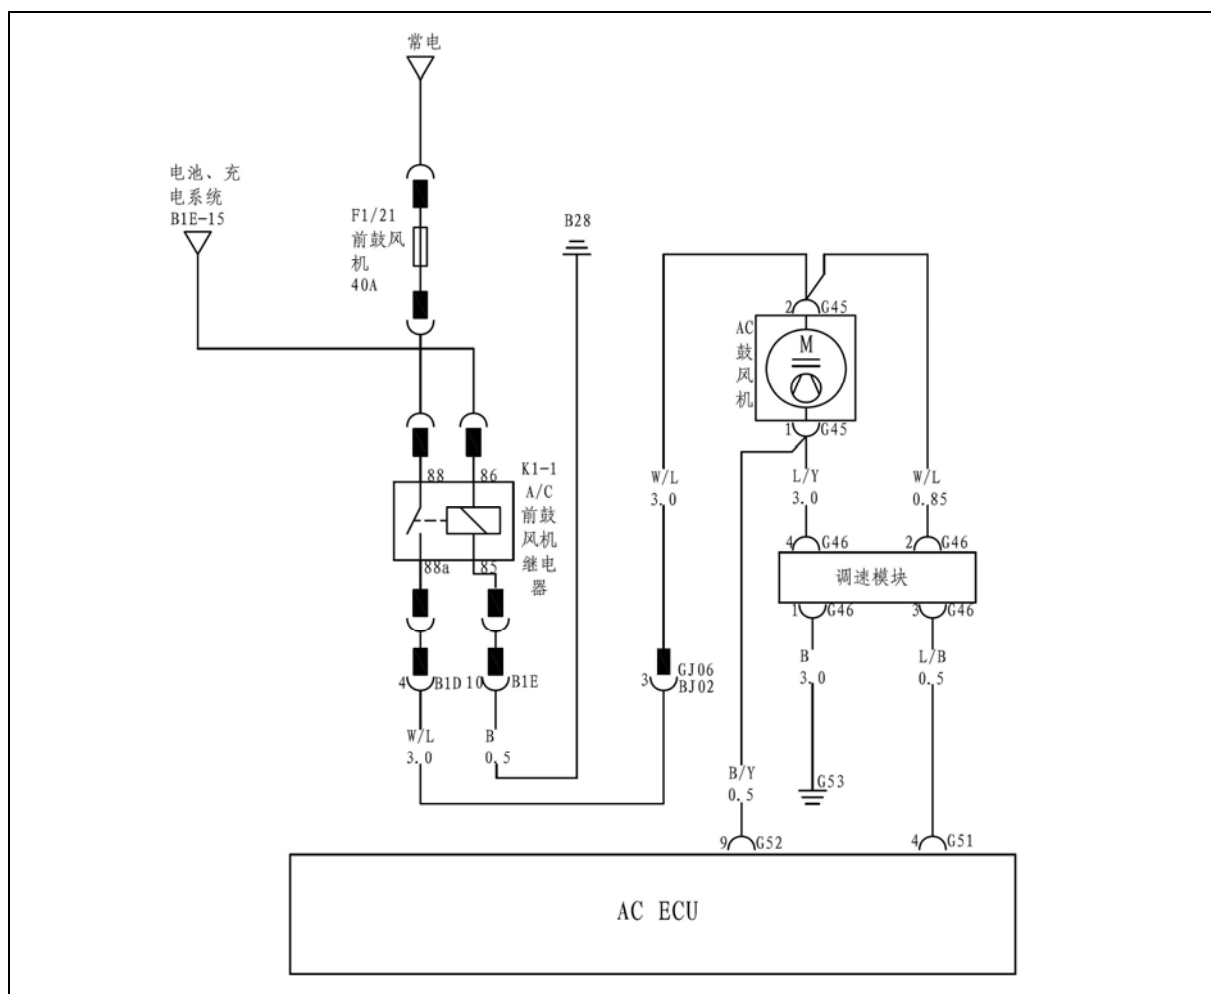 常电
电池、充
电系统
B1E-15
F1/21
前鼓风
机
40A
B28
2
G45
AC
鼓
风
机
M
1
G45
88
86
K1-1
A/C
前鼓
风机
继电
器
88a
85
W/L
3.0
L/Y
3.0
W/L
0.85
4
G46
2
G46
调速模块
1
G46
3
G46
4
B1D
10
B1E
3
GJ06
BJ02
B
3.0
L/B
0.5
W/L
3.0
B
0.5
B/Y
0.5
G53
9
G52
4
G51
AC ECU